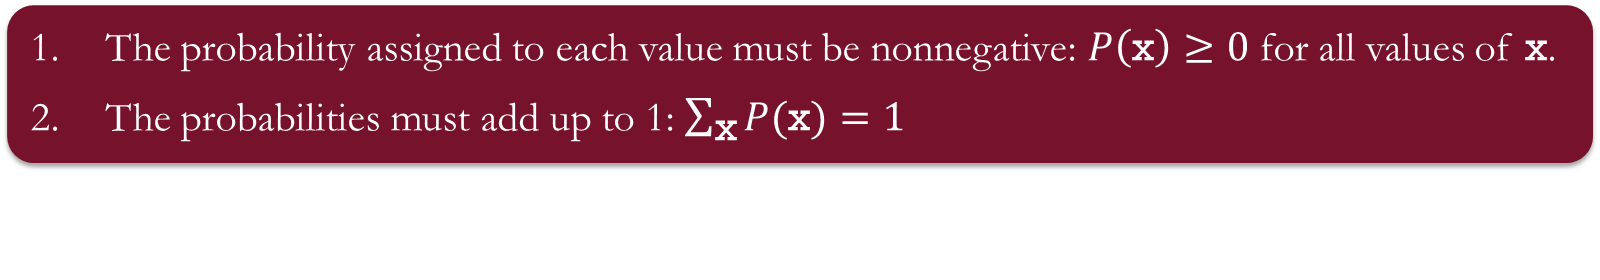 1. The probability assigned to each value must be nonnegative: P(x) ≥ 0 for all values of x.
2. The probabilities must add up to 1: ∑x P(x) = 1